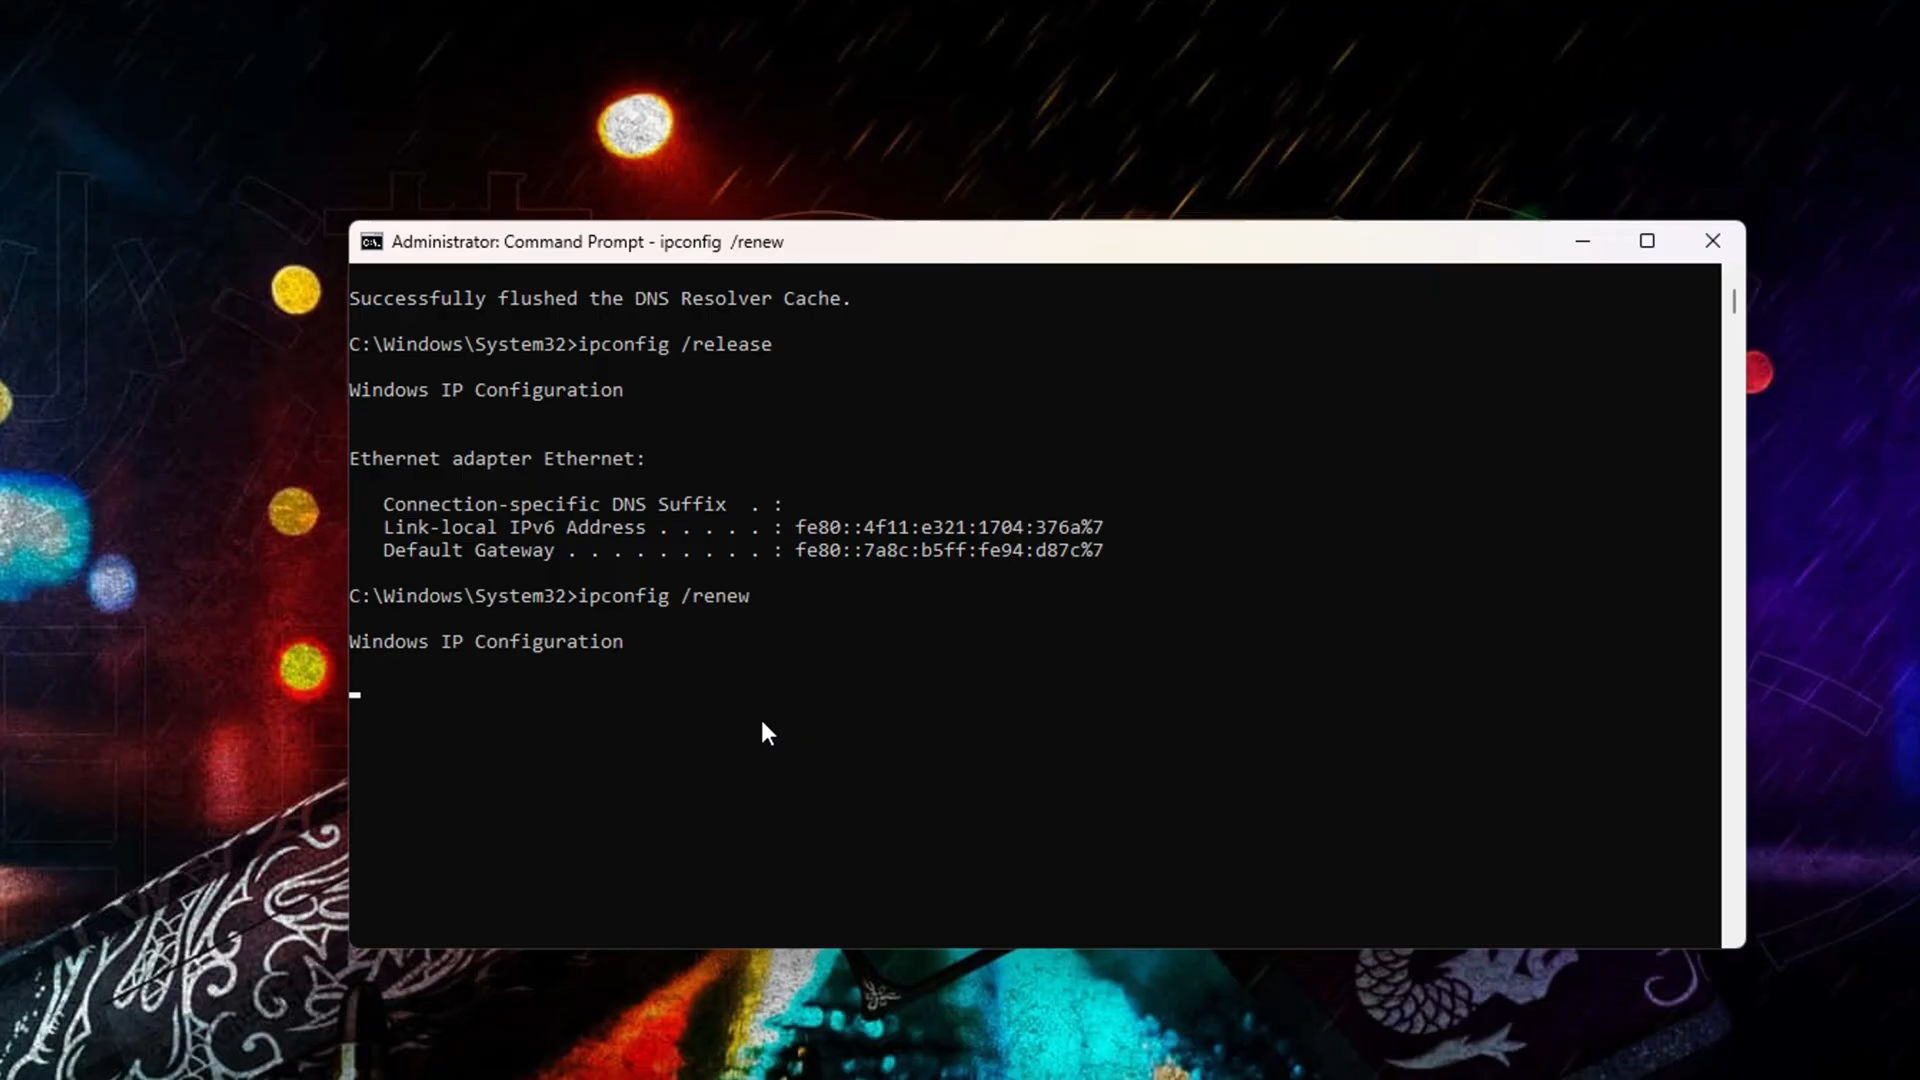 Administrator: Command Prompt - ipconfig  /renew
Successfully flushed the DNS Resolver Cache.
C:\Windows\System32>ipconfig /release
Windows IP Configuration
Ethernet adapter Ethernet:
   Connection-specific DNS Suffix  . :
   Link-local IPv6 Address . . . . . : fe80::4f11:e321:1704:376a%7
   Default Gateway . . . . . . . . . : fe80::7a8c:b5ff:fe94:d87c%7
C:\Windows\System32>ipconfig /renew
Windows IP Configuration